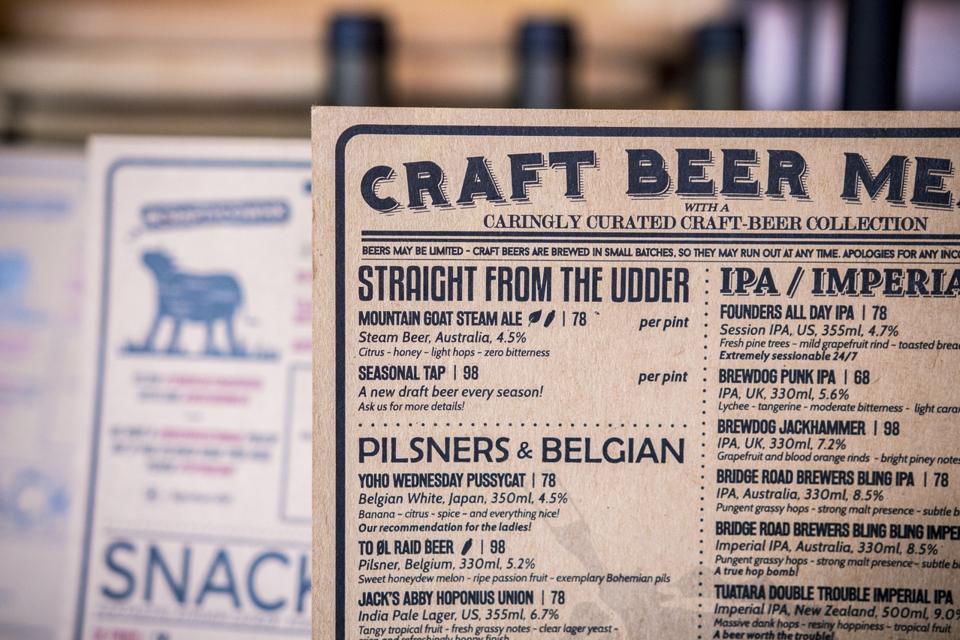 CRAFT BEER ME
WITH A
CARINGLY CURATED CRAFT-BEER COLLECTION
BEERS MAY BE LIMITED - CRAFT BEERS ARE BREWED IN SMALL BATCHES, SO THEY MAY RUN OUT AT ANY TIME. APOLOGIES FOR ANY INCO
STRAIGHT FROM THE UDDER
MOUNTAIN GOAT STEAM ALE | 78 per pint
Steam Beer, Australia, 4.5%
Citrus - honey - light hops - zero bitterness
SEASONAL TAP | 98 per pint
A new draft beer every season!
Ask us for more details!
PILSNERS & BELGIAN
YOHO WEDNESDAY PUSSYCAT | 78
Belgian White, Japan, 350ml, 4.5%
Banana - citrus - spice - and everything nice!
Our recommendation for the ladies!
TO ØL RAID BEER | 98
Pilsner, Belgium, 330ml, 5.2%
Sweet honeydew melon - ripe passion fruit - exemplary Bohemian pils
JACK'S ABBY HOPONIUS UNION | 78
India Pale Lager, US, 355ml, 6.7%
Tangy tropical fruit - fresh grassy notes - clear lager yeast -
crisp and refreshingly hoppy finish
IPA / IMPERIA
FOUNDERS ALL DAY IPA | 78
Session IPA, US, 355ml, 4.7%
Fresh pine trees - mild grapefruit rind - toasted brea
Extremely sessionable 24/7
BREWDOG PUNK IPA | 68
IPA, UK, 330ml, 5.6%
Lychee - tangerine - moderate bitterness - light caram
BREWDOG JACKHAMMER | 98
IPA, UK, 330ml, 7.2%
Grapefruit and blood orange rinds - bright piney notes
BRIDGE ROAD BREWERS BLING IPA | 78
IPA, Australia, 330ml, 8.5%
Pungent grassy hops - strong malt presence - subtle b
BRIDGE ROAD BREWERS BLING BLING IMPE
Imperial IPA, Australia, 330ml, 8.5%
Pungent grassy hops - strong malt presence - subtle b
A true hop bomb!
TUATARA DOUBLE TROUBLE IMPERIAL IPA
Imperial IPA, New Zealand, 500ml, 9.0%
Massive dank hops - resiny hoppiness - tropical fruit
A beer worth the trouble!
SNACK